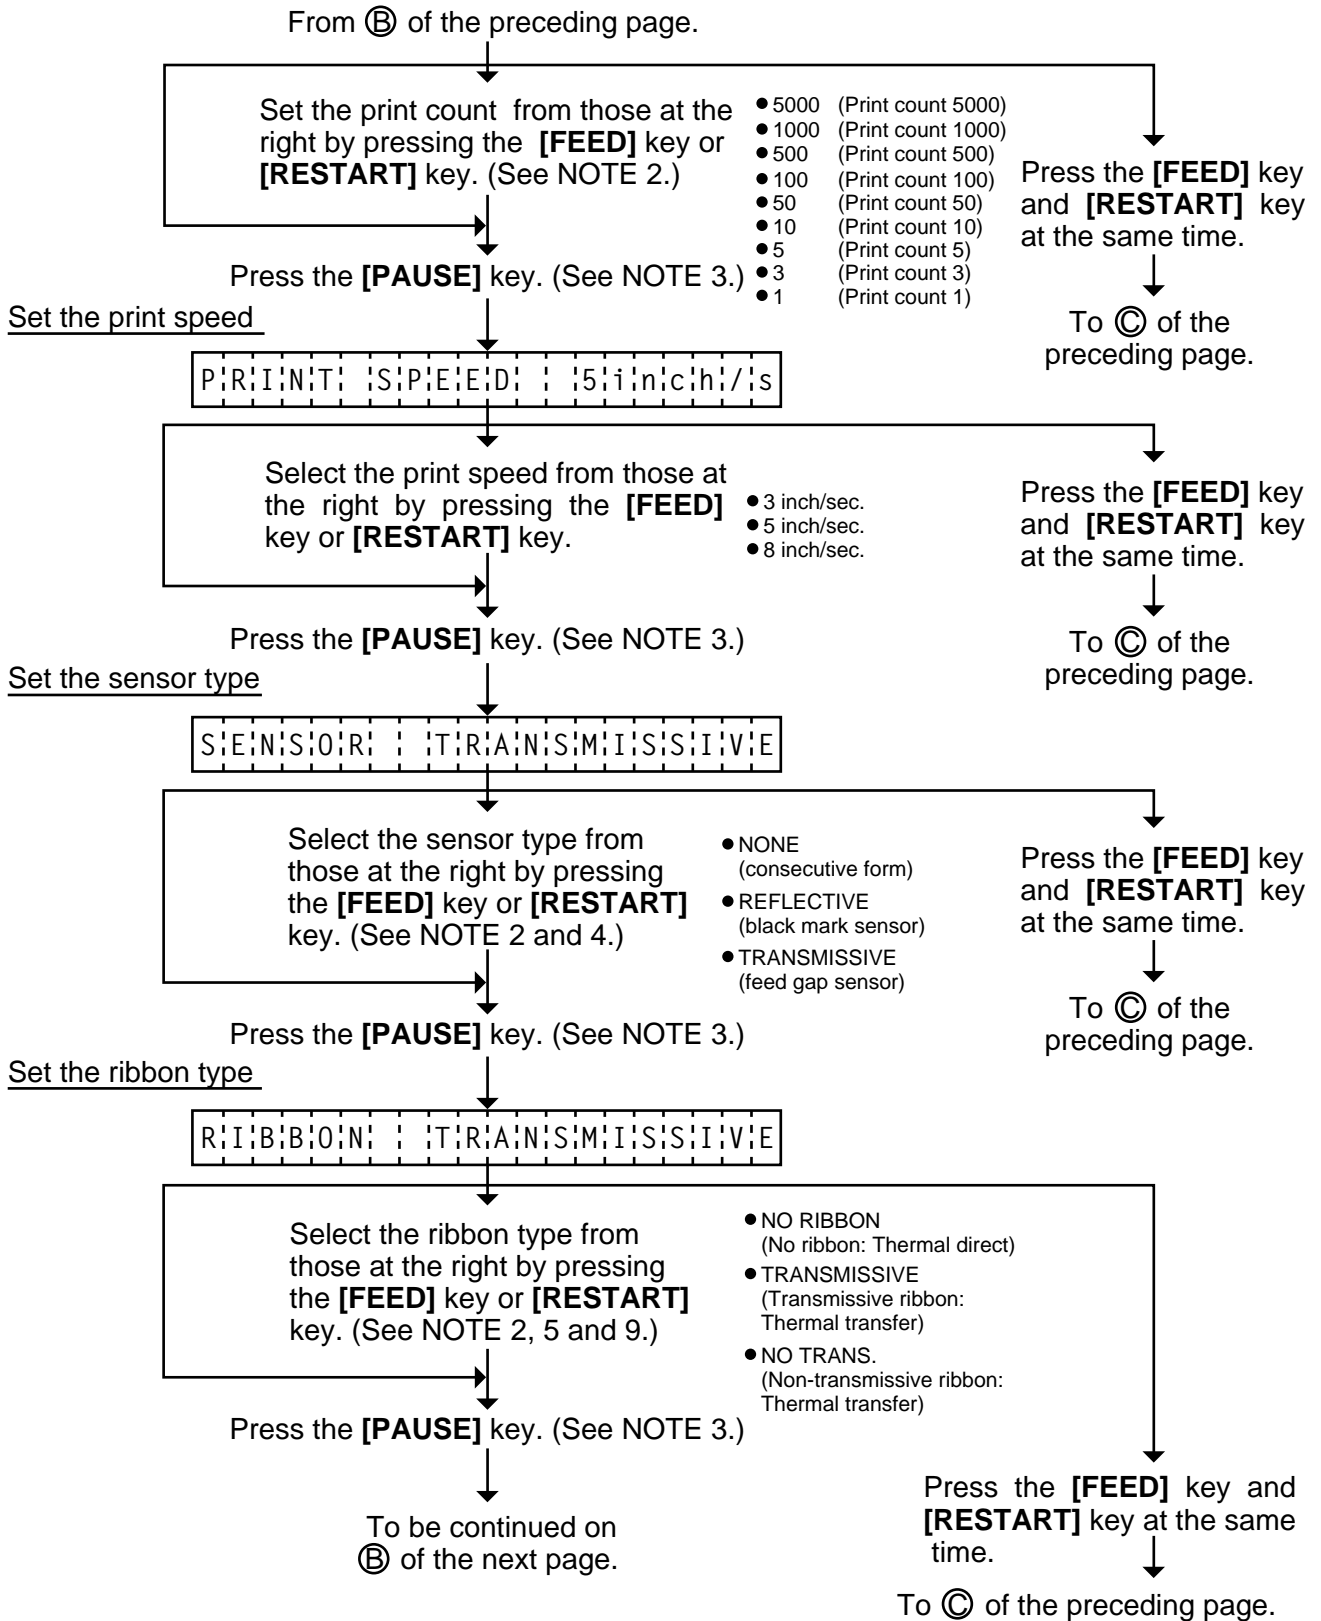 From Ⓑ of the preceding page.
Set the print count from those at the
right by pressing the [FEED] key or
[RESTART] key. (See NOTE 2.)
● 5000 (Print count 5000)
● 1000 (Print count 1000)
● 500 (Print count 500)
● 100 (Print count 100)
● 50 (Print count 50)
● 10 (Print count 10)
● 5 (Print count 5)
● 3 (Print count 3)
● 1 (Print count 1)
Press the [FEED] key
and [RESTART] key
at the same time.
To Ⓒ of the
preceding page.
Press the [PAUSE] key. (See NOTE 3.)
Set the print speed
PRINT SPEED  5inch/s
Select the print speed from those at
the right by pressing the [FEED]
key or [RESTART] key.
● 3 inch/sec.
● 5 inch/sec.
● 8 inch/sec.
Press the [FEED] key
and [RESTART] key
at the same time.
To Ⓒ of the
preceding page.
Press the [PAUSE] key. (See NOTE 3.)
Set the sensor type
SENSOR  TRANSMISSIVE
Select the sensor type from
those at the right by pressing
the [FEED] key or [RESTART]
key. (See NOTE 2 and 4.)
● NONE
(consecutive form)
● REFLECTIVE
(black mark sensor)
● TRANSMISSIVE
(feed gap sensor)
Press the [FEED] key
and [RESTART] key
at the same time.
To Ⓒ of the
preceding page.
Press the [PAUSE] key. (See NOTE 3.)
Set the ribbon type
RIBBON  TRANSMISSIVE
Select the ribbon type from
those at the right by pressing
the [FEED] key or [RESTART]
key. (See NOTE 2, 5 and 9.)
● NO RIBBON
(No ribbon: Thermal direct)
● TRANSMISSIVE
(Transmissive ribbon:
Thermal transfer)
● NO TRANS.
(Non-transmissive ribbon:
Thermal transfer)
Press the [PAUSE] key. (See NOTE 3.)
To be continued on
Ⓑ of the next page.
Press the [FEED] key and
[RESTART] key at the same
time.
To Ⓒ of the preceding page.